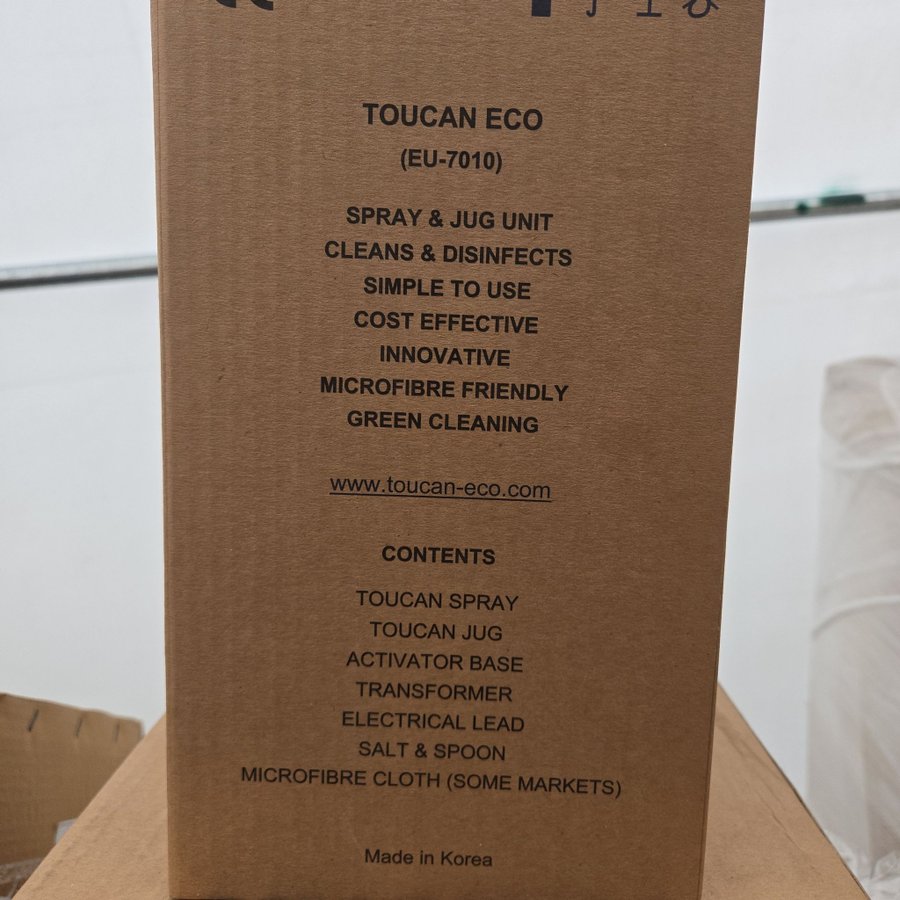 TOUCAN ECO
(EU-7010)
SPRAY & JUG UNIT
CLEANS & DISINFECTS
SIMPLE TO USE
COST EFFECTIVE
INNOVATIVE
MICROFIBRE FRIENDLY
GREEN CLEANING
www.toucan-eco.com
CONTENTS
TOUCAN SPRAY
TOUCAN JUG
ACTIVATOR BASE
TRANSFORMER
ELECTRICAL LEAD
SALT & SPOON
MICROFIBRE CLOTH (SOME MARKETS)
Made in Korea